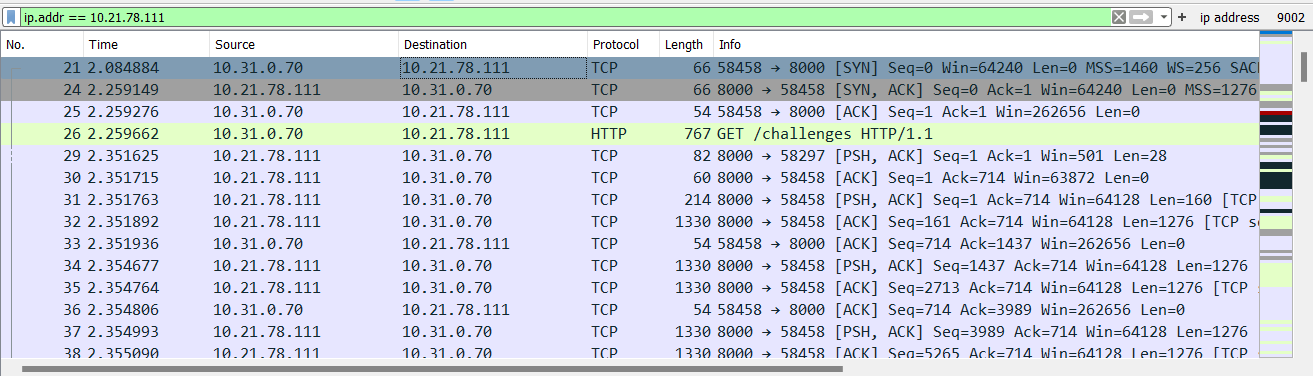 ip.addr == 10.21.78.111 + ip address 9002
No. Time Source Destination Protocol Length Info
21 2.084884 10.31.0.70 10.21.78.111 TCP 66 58458 → 8000 [SYN] Seq=0 Win=64240 Len=0 MSS=1460 WS=256 SAC
24 2.259149 10.21.78.111 10.31.0.70 TCP 66 8000 → 58458 [SYN, ACK] Seq=0 Ack=1 Win=64240 Len=0 MSS=1276
25 2.259276 10.31.0.70 10.21.78.111 TCP 54 58458 → 8000 [ACK] Seq=1 Ack=1 Win=262656 Len=0
26 2.259662 10.31.0.70 10.21.78.111 HTTP 767 GET /challenges HTTP/1.1
29 2.351625 10.21.78.111 10.31.0.70 TCP 82 8000 → 58297 [PSH, ACK] Seq=1 Ack=1 Win=501 Len=28
30 2.351715 10.21.78.111 10.31.0.70 TCP 60 8000 → 58458 [ACK] Seq=1 Ack=714 Win=63872 Len=0
31 2.351763 10.21.78.111 10.31.0.70 TCP 214 8000 → 58458 [PSH, ACK] Seq=1 Ack=714 Win=64128 Len=160 [TCP
32 2.351892 10.21.78.111 10.31.0.70 TCP 1330 8000 → 58458 [ACK] Seq=161 Ack=714 Win=64128 Len=1276 [TCP s
33 2.351936 10.31.0.70 10.21.78.111 TCP 54 58458 → 8000 [ACK] Seq=714 Ack=1437 Win=262656 Len=0
34 2.354677 10.21.78.111 10.31.0.70 TCP 1330 8000 → 58458 [PSH, ACK] Seq=1437 Ack=714 Win=64128 Len=1276
35 2.354764 10.21.78.111 10.31.0.70 TCP 1330 8000 → 58458 [ACK] Seq=2713 Ack=714 Win=64128 Len=1276 [TCP
36 2.354806 10.31.0.70 10.21.78.111 TCP 54 58458 → 8000 [ACK] Seq=714 Ack=3989 Win=262656 Len=0
37 2.354993 10.21.78.111 10.31.0.70 TCP 1330 8000 → 58458 [PSH, ACK] Seq=3989 Ack=714 Win=64128 Len=1276
38 2.355090 10.21.78.111 10.31.0.70 TCP 1330 8000 → 58458 [ACK] Seq=5265 Ack=714 Win=64128 Len=1276 [TCP